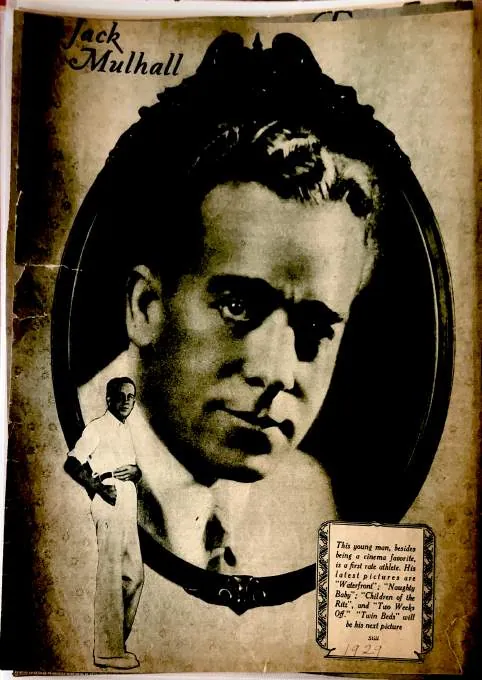 Jack
Mulhall
This young man, besides
being a cinema favorite,
is a first rate athlete. His
latest pictures are
"Waterfront"; "Naughty
Baby"; "Children of the
Ritz", and "Two Weeks
Off." "Twin Beds" will
be his next picture
1929